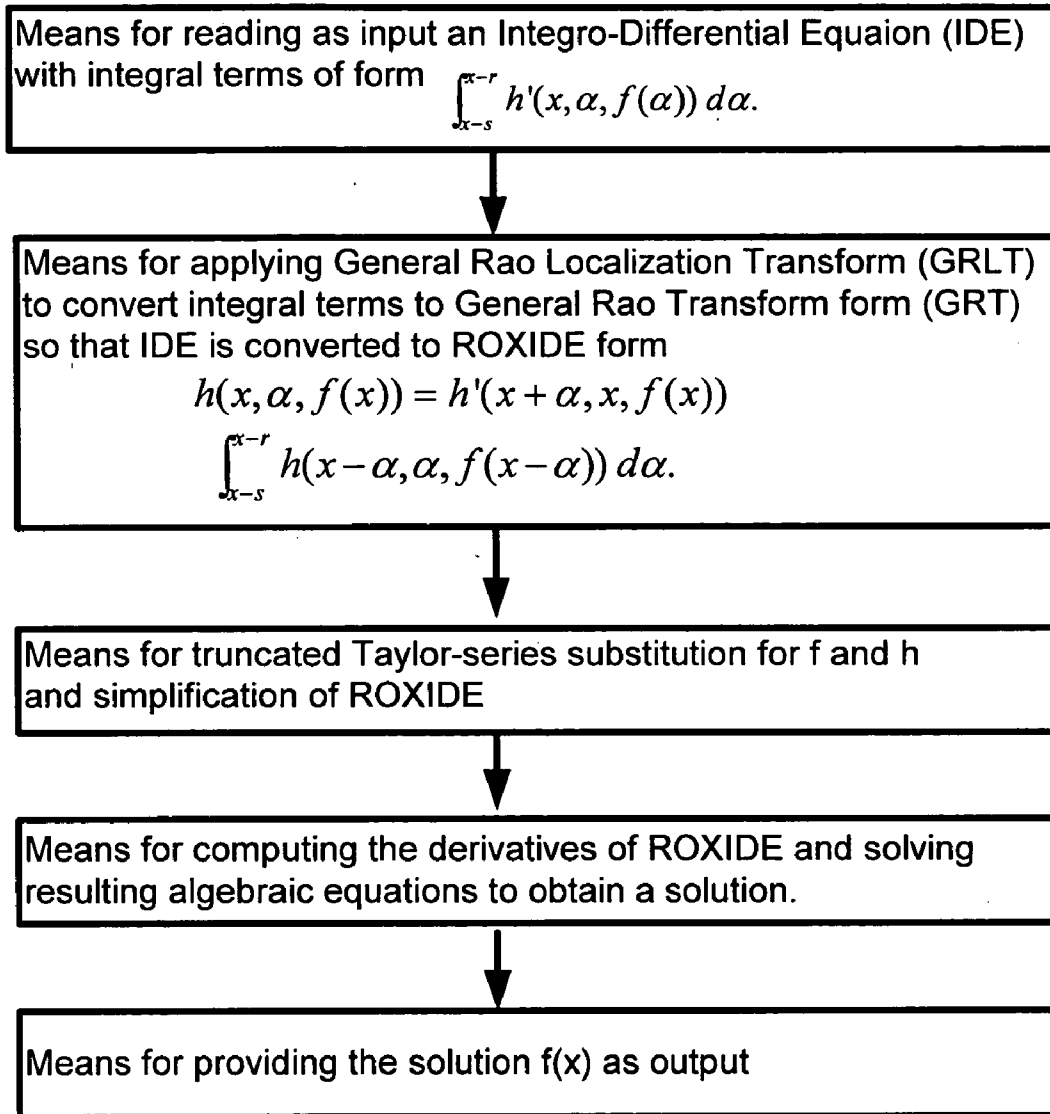 Means for reading as input an Integro-Differential Equaion (IDE)
with integral terms of form ∫_{x-s}^{x-r} h'(x, α, f(α)) dα.
Means for applying General Rao Localization Transform (GRLT)
to convert integral terms to General Rao Transform form (GRT)
so that IDE is converted to ROXIDE form
h(x, α, f(x)) = h'(x + α, x, f(x))
∫_{x-s}^{x-r} h(x-α, α, f(x-α)) dα.
Means for truncated Taylor-series substitution for f and h
and simplification of ROXIDE
Means for computing the derivatives of ROXIDE and solving
resulting algebraic equations to obtain a solution.
Means for providing the solution f(x) as output